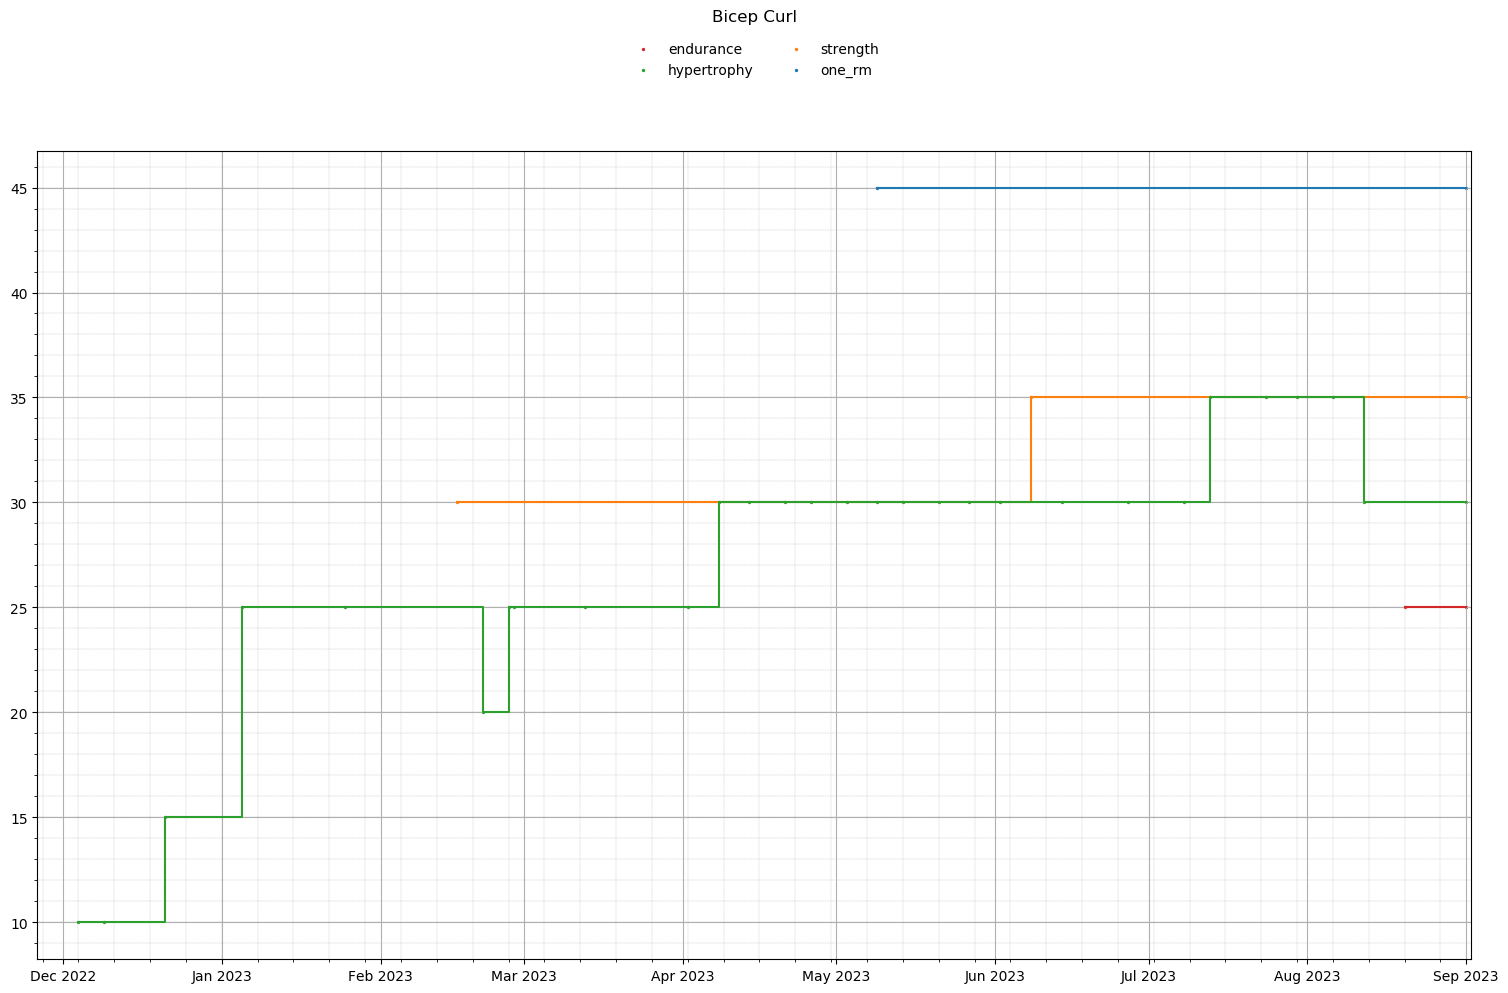 Bicep Curl
endurance strength
hypertrophy one_rm
45
40
35
30
25
20
15
10
Dec 2022 Jan 2023 Feb 2023 Mar 2023 Apr 2023 May 2023 Jun 2023 Jul 2023 Aug 2023 Sep 2023